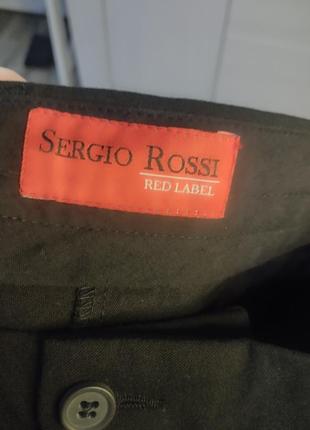 SERGIO ROSSI
RED LABEL